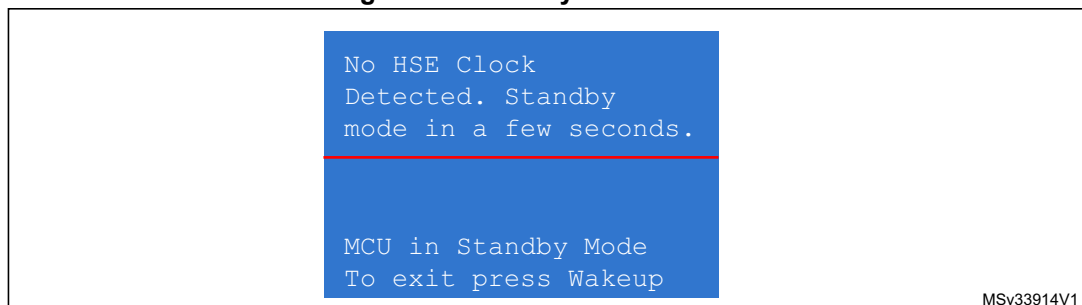 No HSE Clock
Detected. Standby
mode in a few seconds.
MCU in Standby Mode
To exit press Wakeup
MSv33914V1